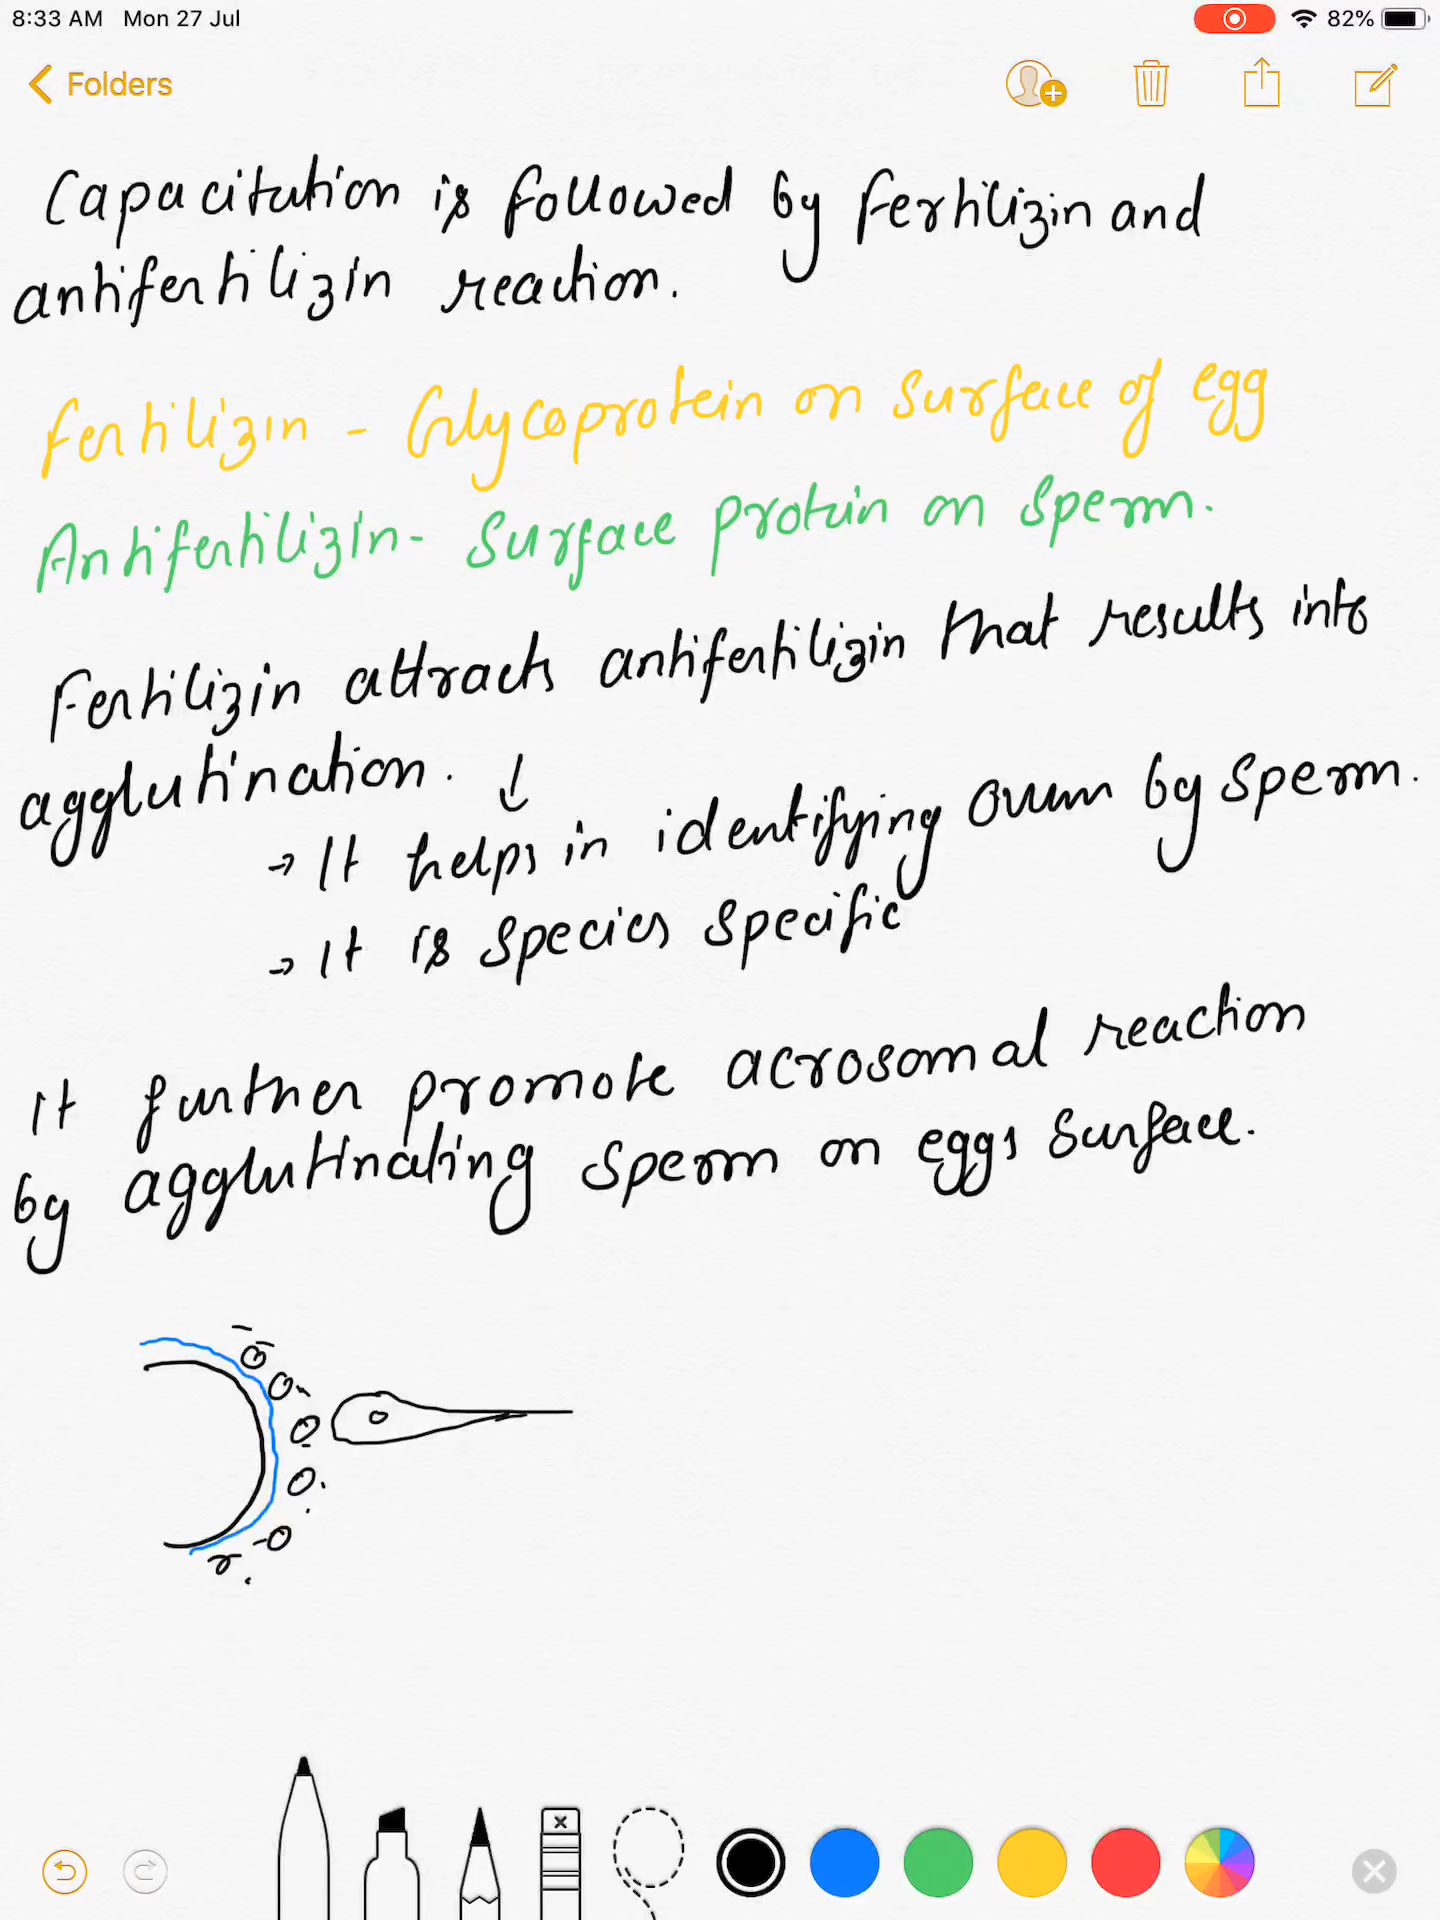 8:33 AM Mon 27 Jul 82%
Folders
Capacitation is followed by fertilizin and
antifertilizin reaction.
Fertilizin - Glycoprotein on surface of egg
Antifertilizin - Surface protein on sperm.
Fertilizin attracts antifertilizin that results into
agglutination. ↓
→ It helps in identifying ovum by sperm.
→ It is species specific
It further promote acrosomal reaction
by agglutinating sperm on eggs surface.